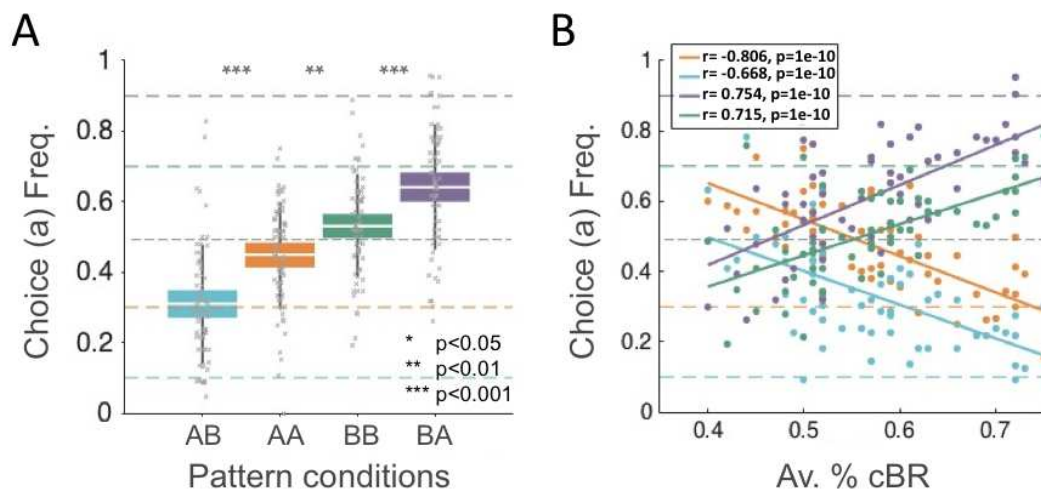 A
Choice (a) Freq.
1
0.8
0.6
0.4
0.2
0
***
**
***
* p<0.05
** p<0.01
*** p<0.001
AB AA BB BA
Pattern conditions
B
Choice (a) Freq.
1
0.8
0.6
0.4
0.2
0
r= -0.806, p=1e-10
r= -0.668, p=1e-10
r= 0.754, p=1e-10
r= 0.715, p=1e-10
0.4 0.5 0.6 0.7
Av. % cBR